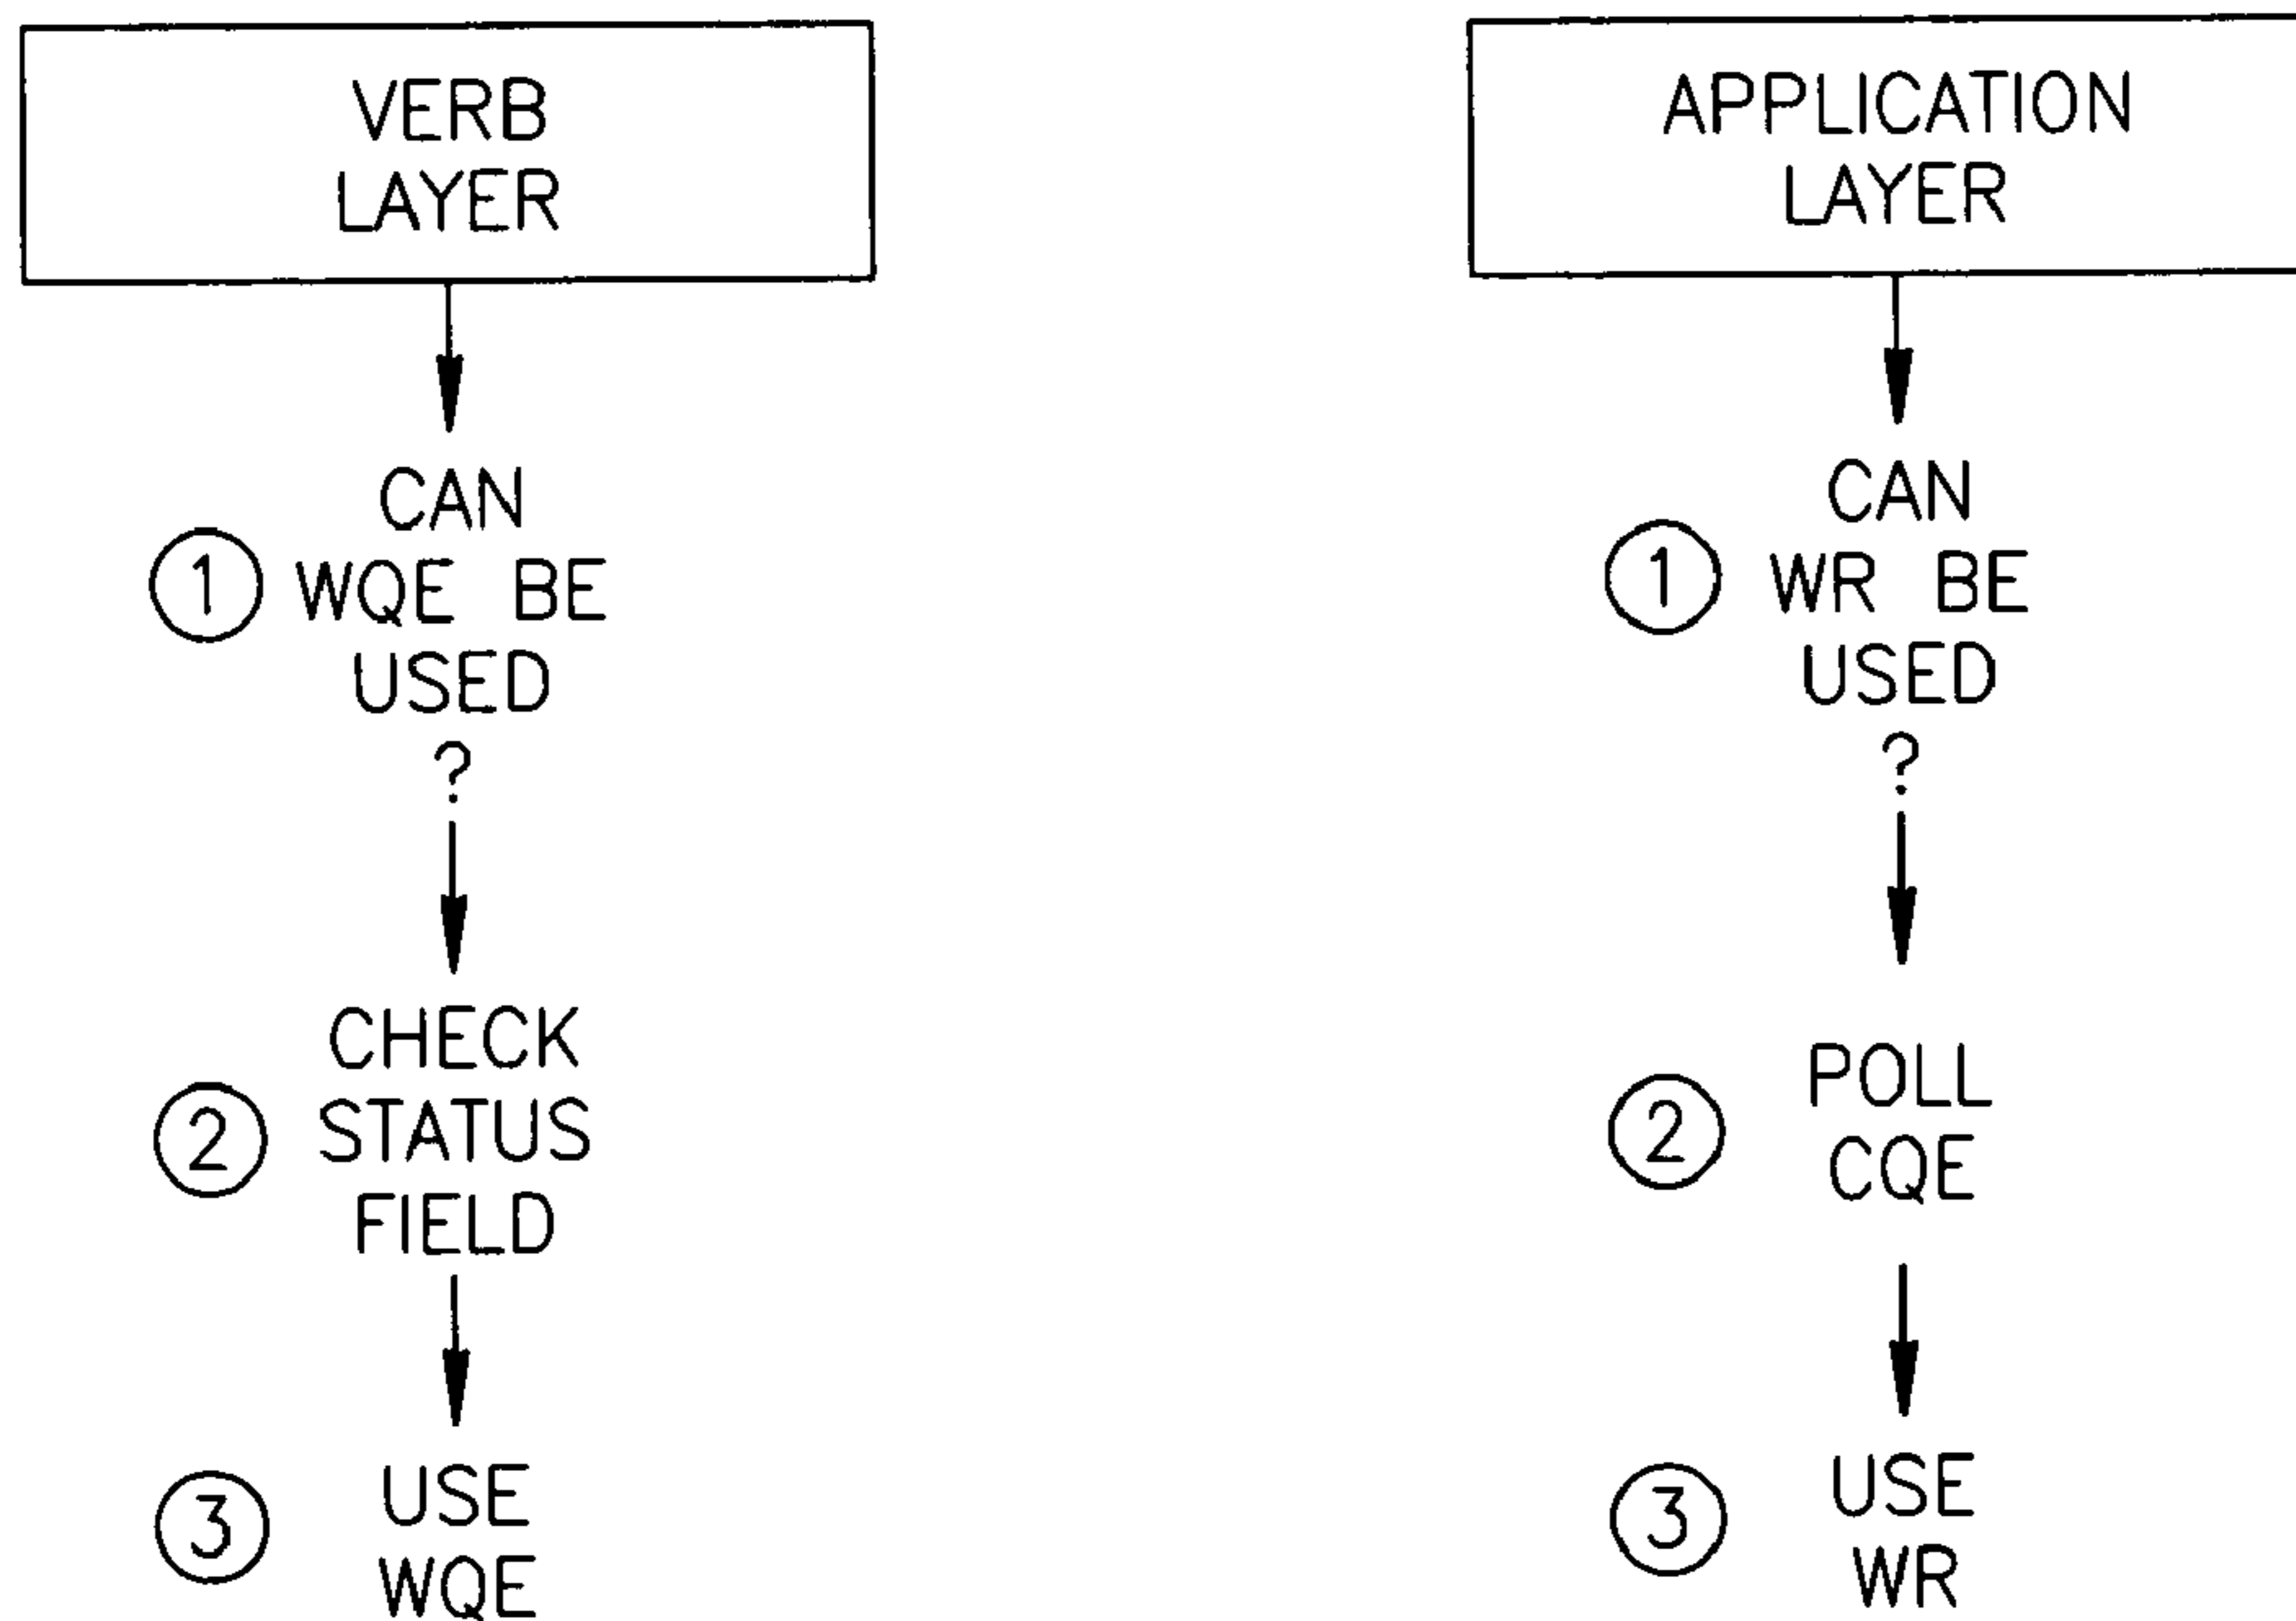 VERB
LAYER
CAN
1 WQE BE
USED
?
CHECK
2 STATUS
FIELD
3 USE
WQE
APPLICATION
LAYER
CAN
1 WR BE
USED
?
2 POLL
CQE
3 USE
WR